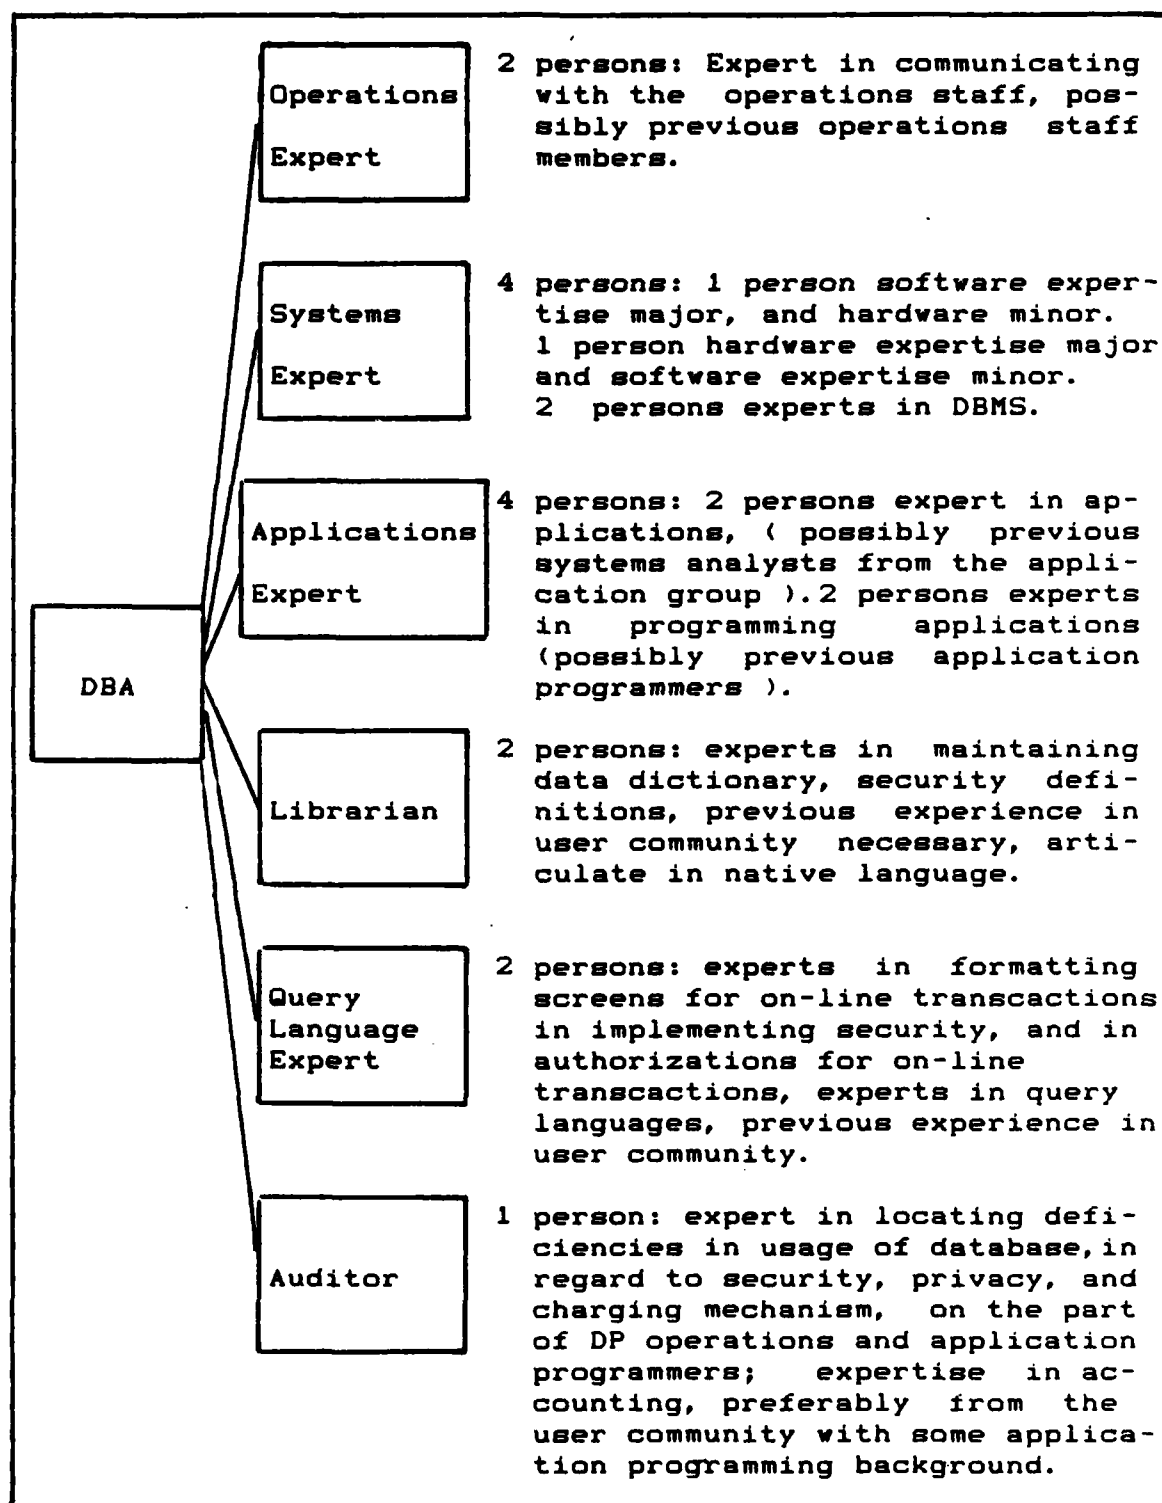 Operations
Expert
2 persons: Expert in communicating
with the operations staff, pos-
sibly previous operations staff
members.
Systems
Expert
4 persons: 1 person software exper-
tise major, and hardware minor.
1 person hardware expertise major
and software expertise minor.
2 persons experts in DBMS.
Applications
Expert
4 persons: 2 persons expert in ap-
plications, ( possibly previous
systems analysts from the appli-
cation group ).2 persons experts
in programming applications
(possibly previous application
programmers ).
DBA
Librarian
2 persons: experts in maintaining
data dictionary, security defi-
nitions, previous experience in
user community necessary, arti-
culate in native language.
Query
Language
Expert
2 persons: experts in formatting
screens for on-line transcactions
in implementing security, and in
authorizations for on-line
transcactions, experts in query
languages, previous experience in
user community.
Auditor
1 person: expert in locating defi-
ciencies in usage of database, in
regard to security, privacy, and
charging mechanism, on the part
of DP operations and application
programmers; expertise in ac-
counting, preferably from the
user community with some applica-
tion programming background.